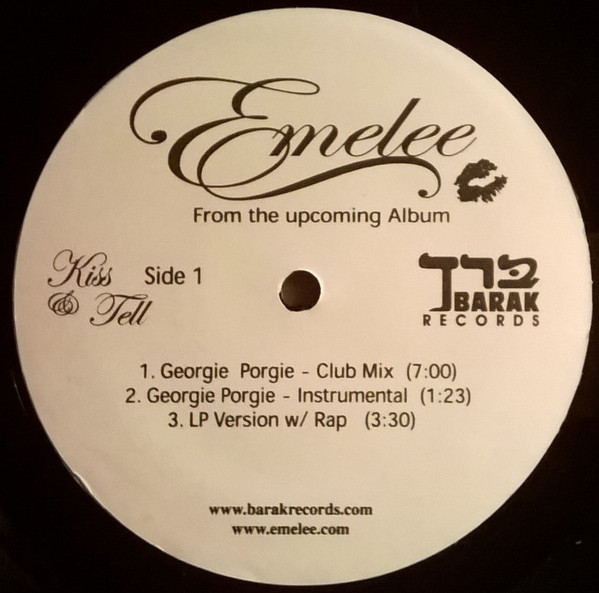 Emelee
From the upcoming Album
Kiss
& Tell
Side 1
ברך
BARAK
RECORDS
1. Georgie Porgie - Club Mix (7:00)
2. Georgie Porgie - Instrumental (1:23)
3. LP Version w/ Rap (3:30)
www.barakrecords.com
www.emelee.com